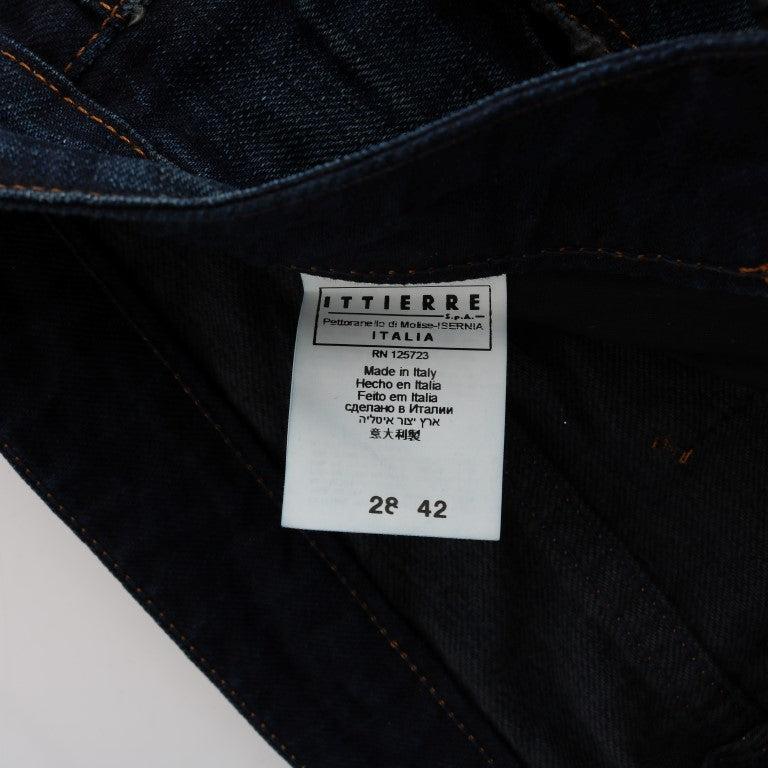 ITTIERRE
S.p.A.
Pettoranello di Molise-ISERNIA
ITALIA
RN 125723
Made in Italy
Hecho en Italia
Feito em Italia
сделано в Италии
ארץ יצור איטליה
意大利製
28 42